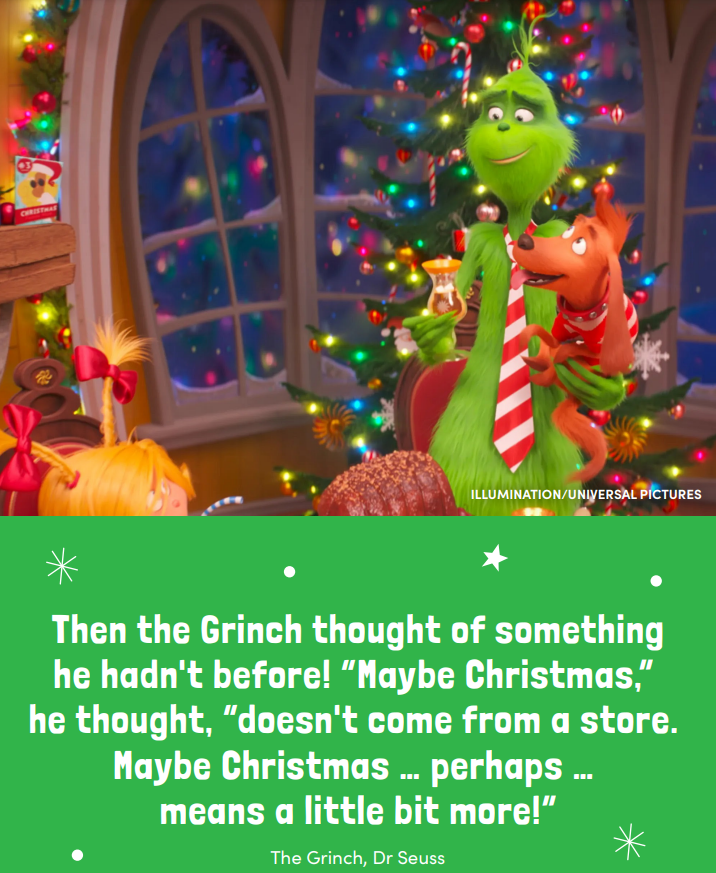 CHRISTMAS
ILLUMINATION/UNIVERSAL PICTURES
Then the Grinch thought of something
he hadn't before! "Maybe Christmas,"
he thought, "doesn't come from a store.
Maybe Christmas ... perhaps ...
means a little bit more!"
The Grinch, Dr Seuss